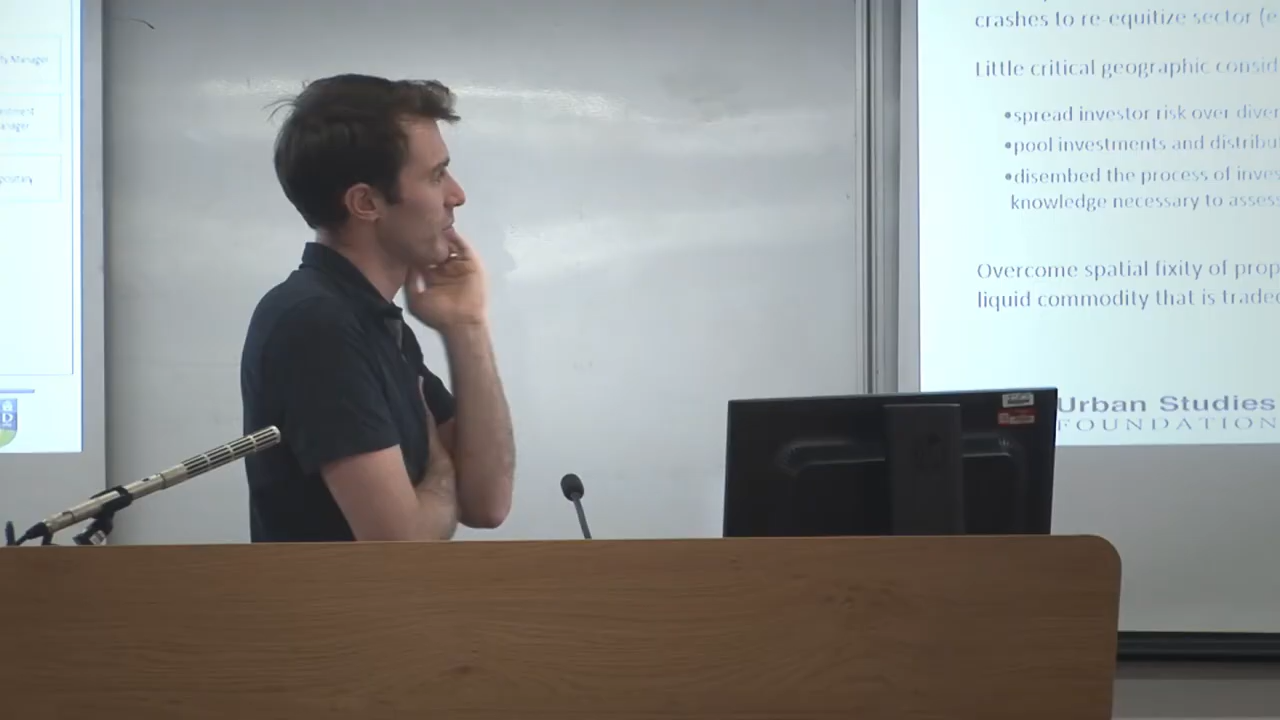 Manager
crashes to re-equitize sector (e
Little critical geographic consid
•spread investor risk over diver
•pool investments and distribu
•disembed the process of inves
knowledge necessary to assess
Overcome spatial fixity of prop
liquid commodity that is traded
Urban Studies
FOUNDATION
D